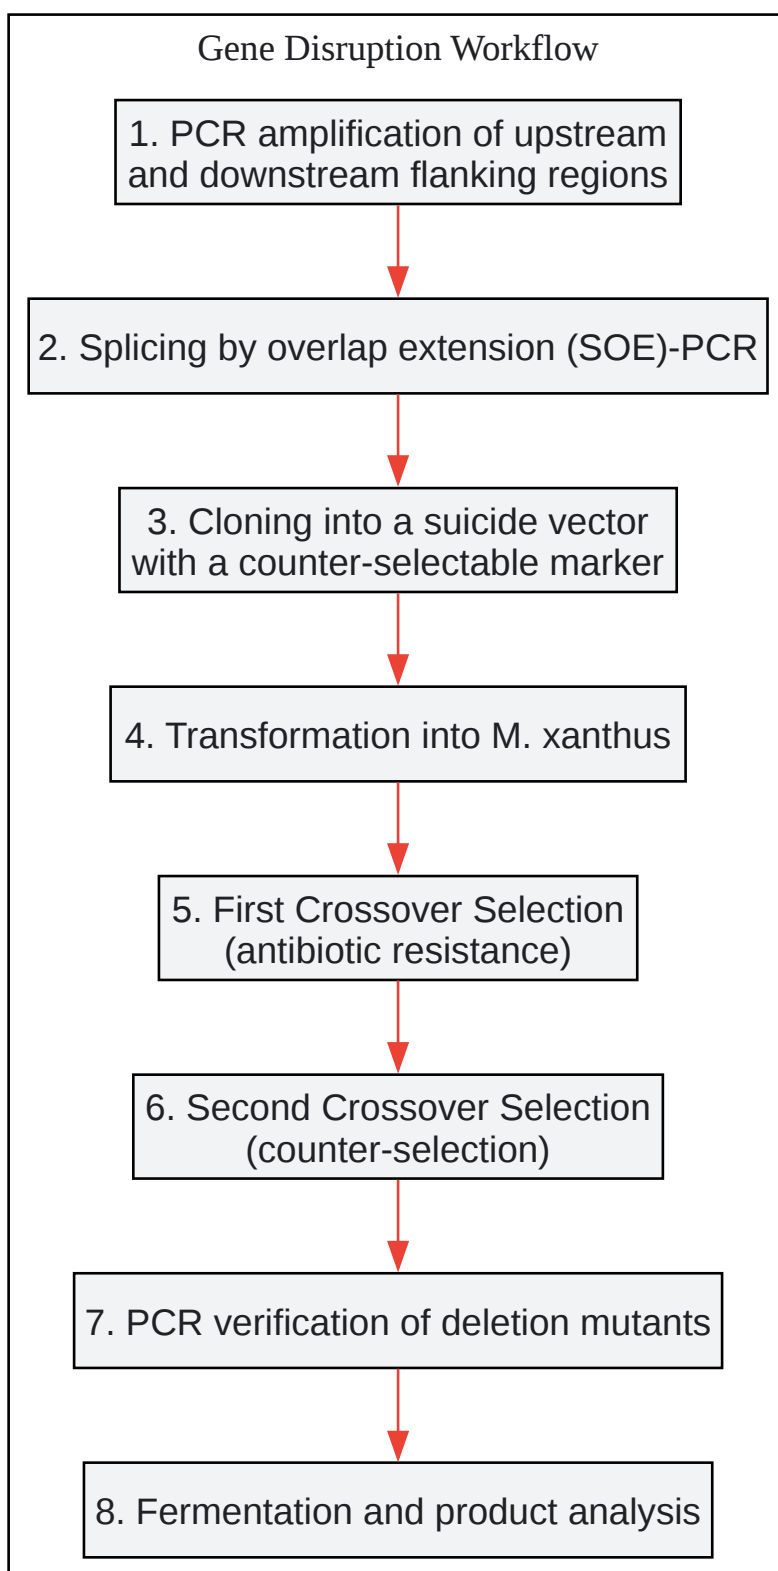 Gene Disruption Workflow
1. PCR amplification of upstream
and downstream flanking regions
2. Splicing by overlap extension (SOE)-PCR
3. Cloning into a suicide vector
with a counter-selectable marker
4. Transformation into M. xanthus
5. First Crossover Selection
(antibiotic resistance)
6. Second Crossover Selection
(counter-selection)
7. PCR verification of deletion mutants
8. Fermentation and product analysis